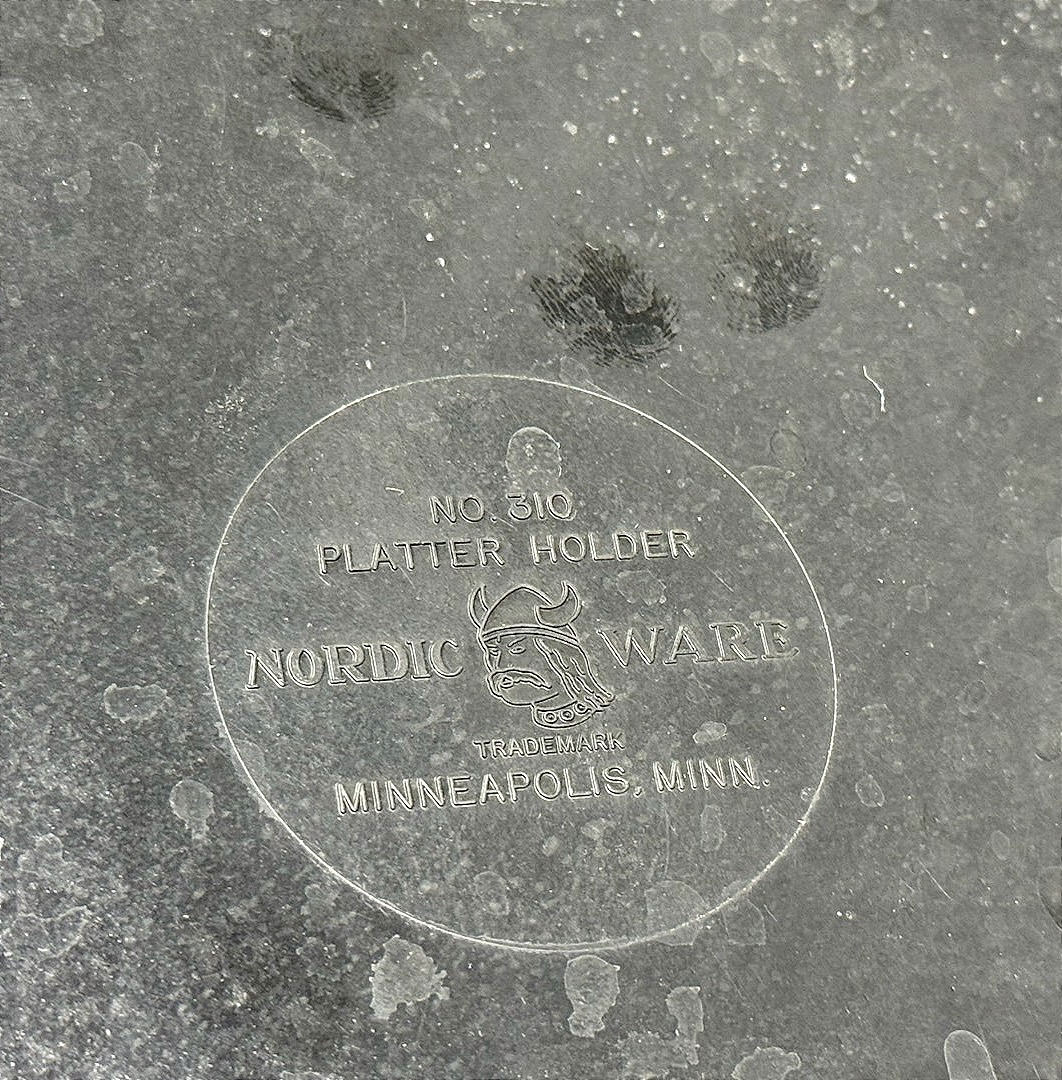 NO. 310
PLATTER HOLDER
NORDIC WARE
TRADEMARK
MINNEAPOLIS, MINN.